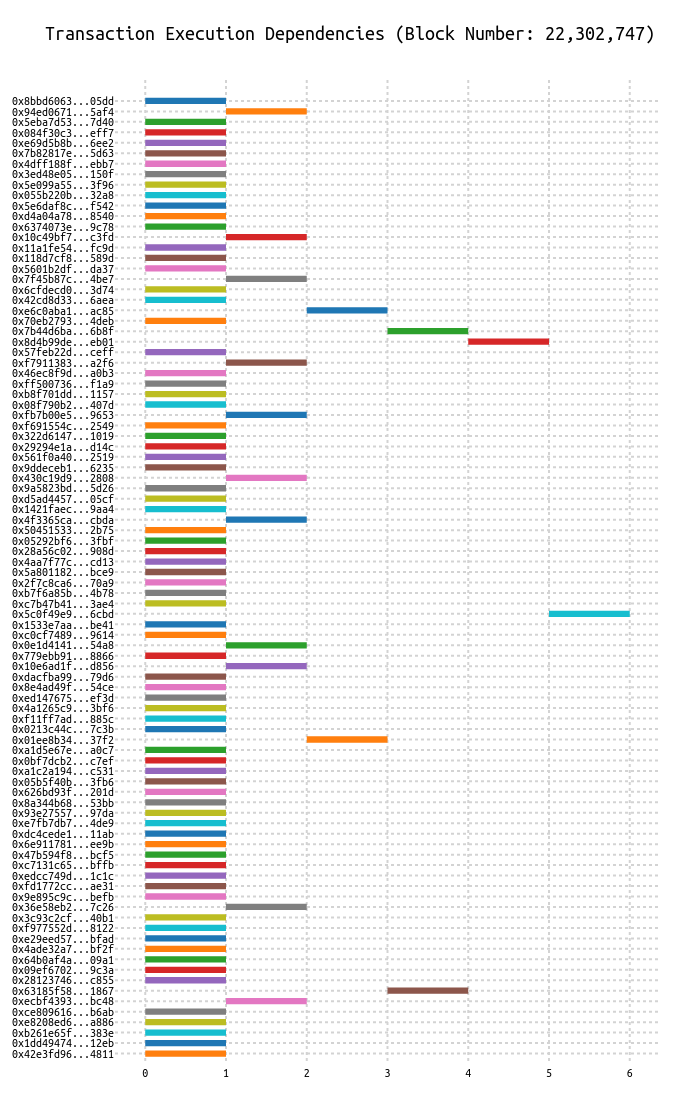 Transaction Execution Dependencies (Block Number: 22,302,747)
0x8bbd6063...05dd
0x94ed0671...5af4
0x5eba7d53...7d40
0x084f30c3...eff7
0xe69d5b8b...6ee2
0x7b82817e...5d63
0x4dff188f...ebb7
0x3ed48e05...150f
0x5e099a55...3f96
0x055b220b...32a8
0x5e6daf8c...f542
0xd4a04a78...8540
0x6374073e...9c78
0x10c49bf7...c3fd
0x11a1fe54...fc9d
0x118d7cf8...589d
0x5601b2df...da37
0x7f45b87c...4be7
0x6cfdecd0...3d74
0x42cd8d33...6aea
0xe6c0aba1...ac85
0x70eb2793...4deb
0x7b44d6ba...6b8f
0x8d4b99de...eb01
0x57feb22d...ceff
0xf7911383...a2f6
0x46ec8f9d...a0b3
0xff500736...f1a9
0xb8f701dd...1157
0x08f790b2...407d
0xfb7b00e5...9653
0xf691554c...2549
0x322d6147...1019
0x29294e1a...d14c
0x561f0a40...2519
0x9ddeceb1...6235
0x430c19d9...2808
0x9a5823bd...5d26
0xd5ad4457...05cf
0x1421faec...9aa4
0x4f3365ca...cbda
0x50451533...2b75
0x05292bf6...3fbf
0x28a56c02...908d
0x4aa7f77c...cd13
0x5a801182...bce9
0x2f7c8ca6...70a9
0xb7f6a85b...4b78
0xc7b47b41...3ae4
0x5c0f49e9...6cbd
0x1533e7aa...be41
0xc0cf7489...9614
0x0e1d4141...54a8
0x779ebb91...8866
0x10e6ad1f...d856
0xdacfba99...79d6
0x8e4ad49f...54ce
0xed147675...ef3d
0x4a1265c9...3bf6
0xf11ff7ad...885c
0x0213c44c...7c3b
0x01ee8b34...37f2
0xa1d5e67e...a0c7
0x0bf7dcb2...c7ef
0xa1c2a194...c531
0x05b5f40b...3fb6
0x626bd93f...201d
0x8a344b68...53bb
0x93e27557...97da
0xe7fb7db7...4de9
0xdc4cede1...11ab
0x6e911781...ee9b
0x47b594f8...bcf5
0xc7131c65...bffb
0xedcc749d...1c1c
0xfd1772cc...ae31
0x9e895c9c...befb
0x36e58eb2...7c26
0x3c93c2cf...40b1
0xf977552d...8122
0xe29eed57...bfad
0x4ade32a7...bf2f
0x64b0af4a...09a1
0x09ef6702...9c3a
0x28123746...c855
0x63185f58...1867
0xecbf4393...bc48
0xce809616...b6ab
0xe8208ed6...a886
0xb261e65f...383e
0x1dd49474...12eb
0x42e3fd96...4811
0 1 2 3 4 5 6